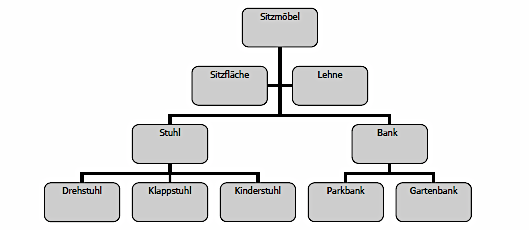 Sitzmöbel
Sitzfläche
Lehne
Stuhl
Bank
Drehstuhl
Klappstuhl
Kinderstuhl
Parkbank
Gartenbank